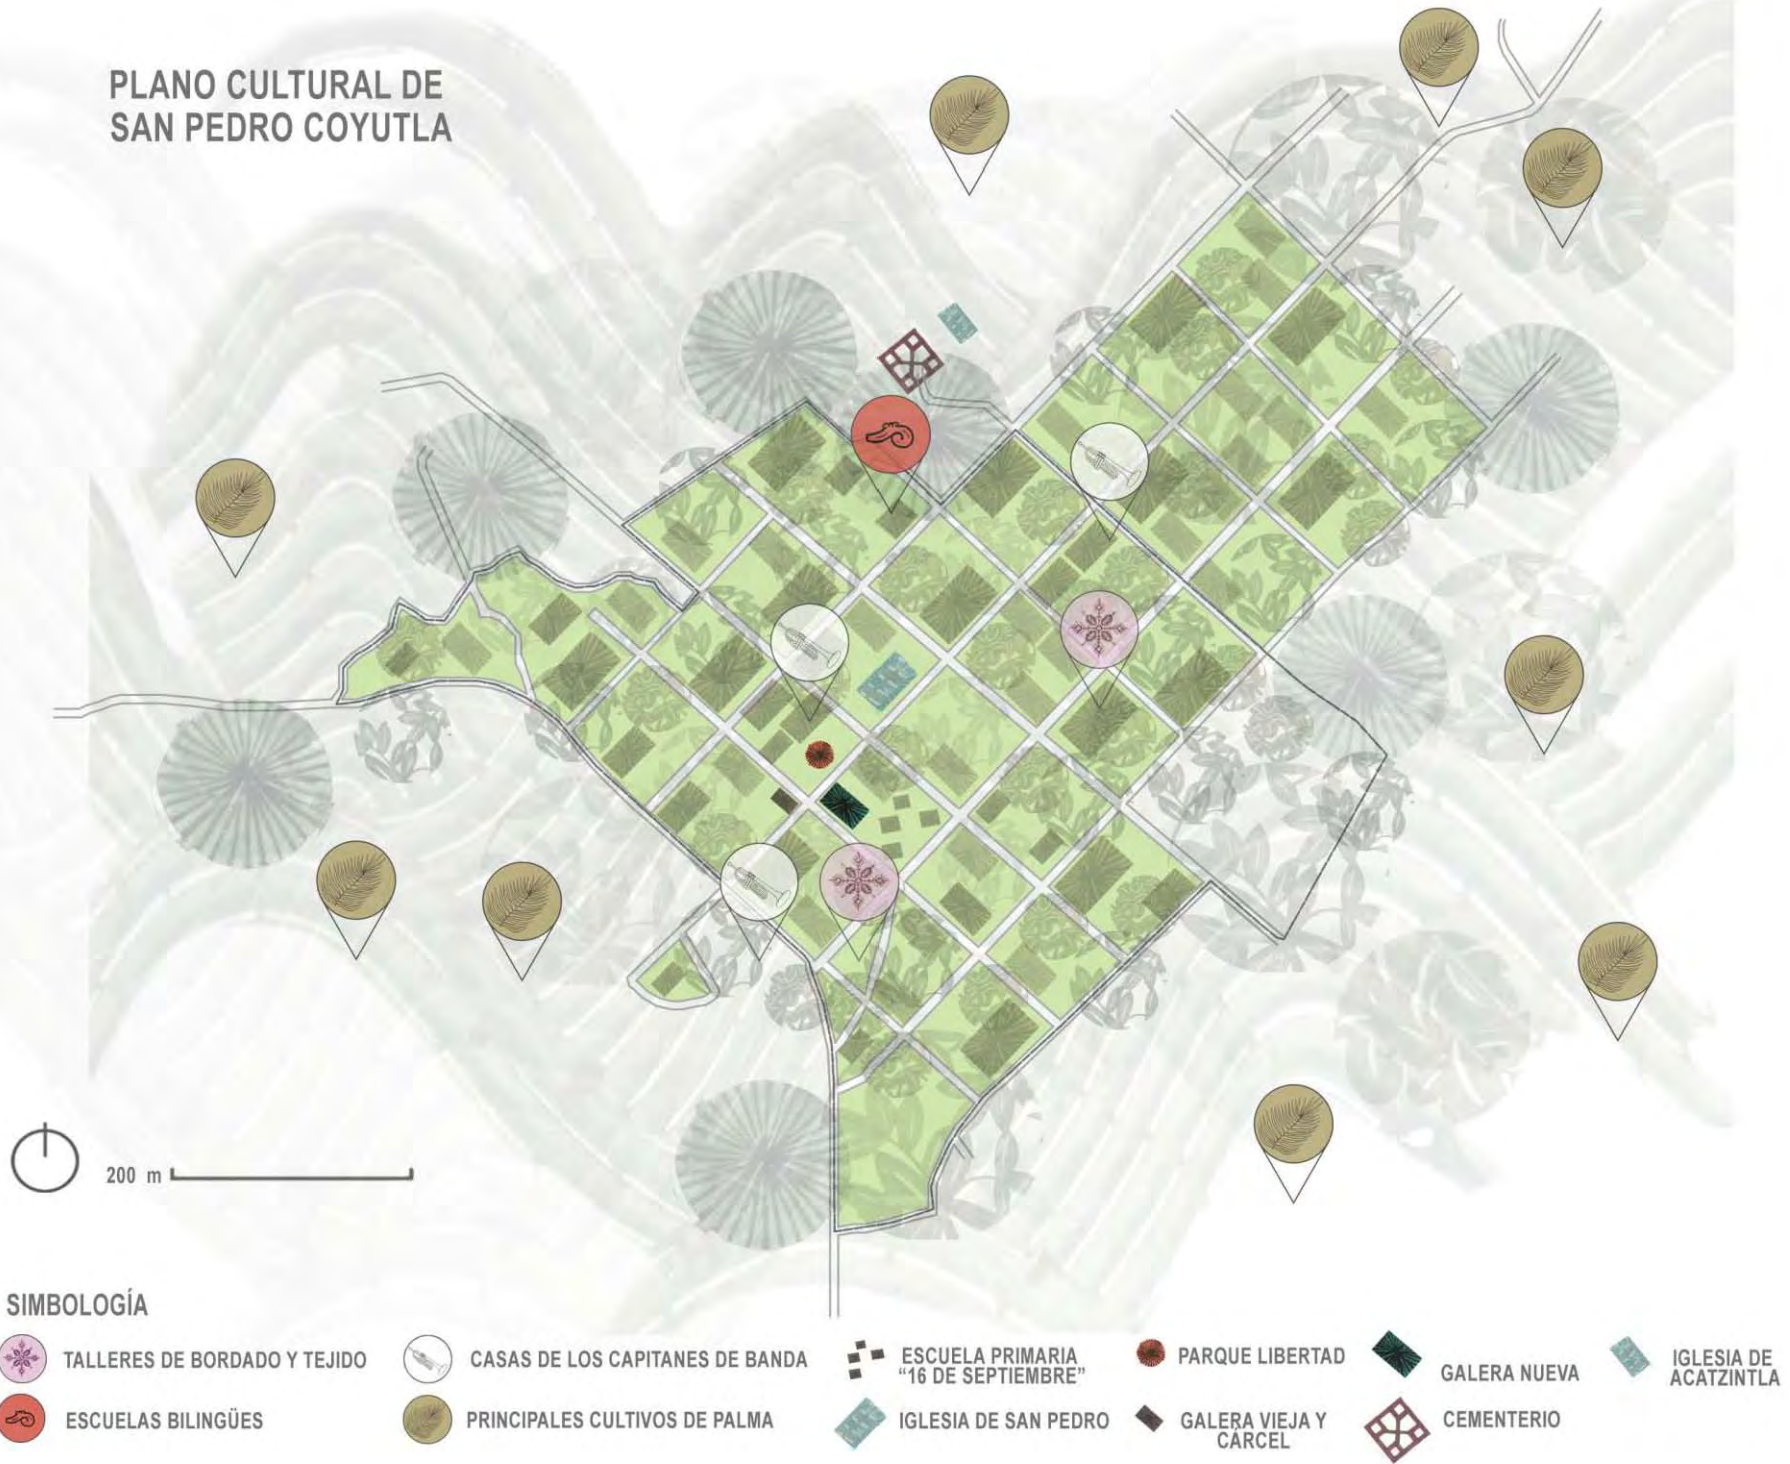 PLANO CULTURAL DE
SAN PEDRO COYUTLA
200 m
SIMBOLOGÍA
TALLERES DE BORDADO Y TEJIDO
CASAS DE LOS CAPITANES DE BANDA
ESCUELA PRIMARIA
“16 DE SEPTIEMBRE”
PARQUE LIBERTAD
GALERA NUEVA
IGLESIA DE
ACATZINTLA
ESCUELAS BILINGÜES
PRINCIPALES CULTIVOS DE PALMA
IGLESIA DE SAN PEDRO
GALERA VIEJA Y
CÁRCEL
CEMENTERIO